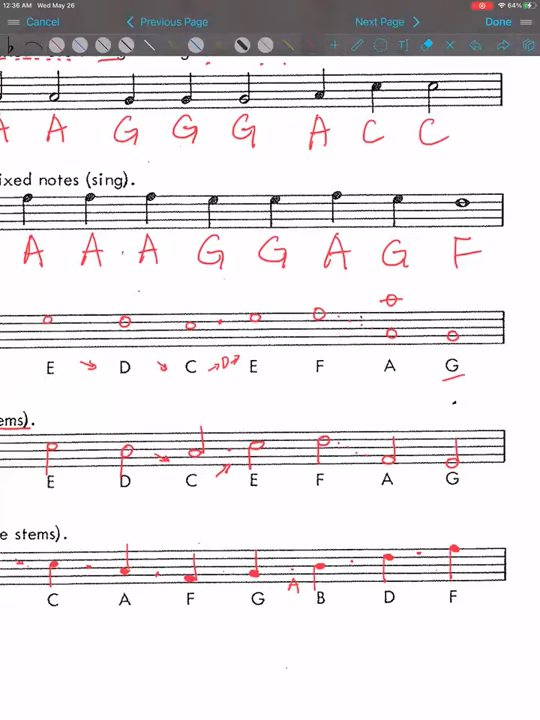 12:36 AM Wed May 26
64%
Cancel
Previous Page
Next Page
Done
T
A G G G A C C
ixed notes (sing).
A A A G G A G F
E D C D E F A G
ems).
E D C E F A G
e stems).
A
C A F G B D F